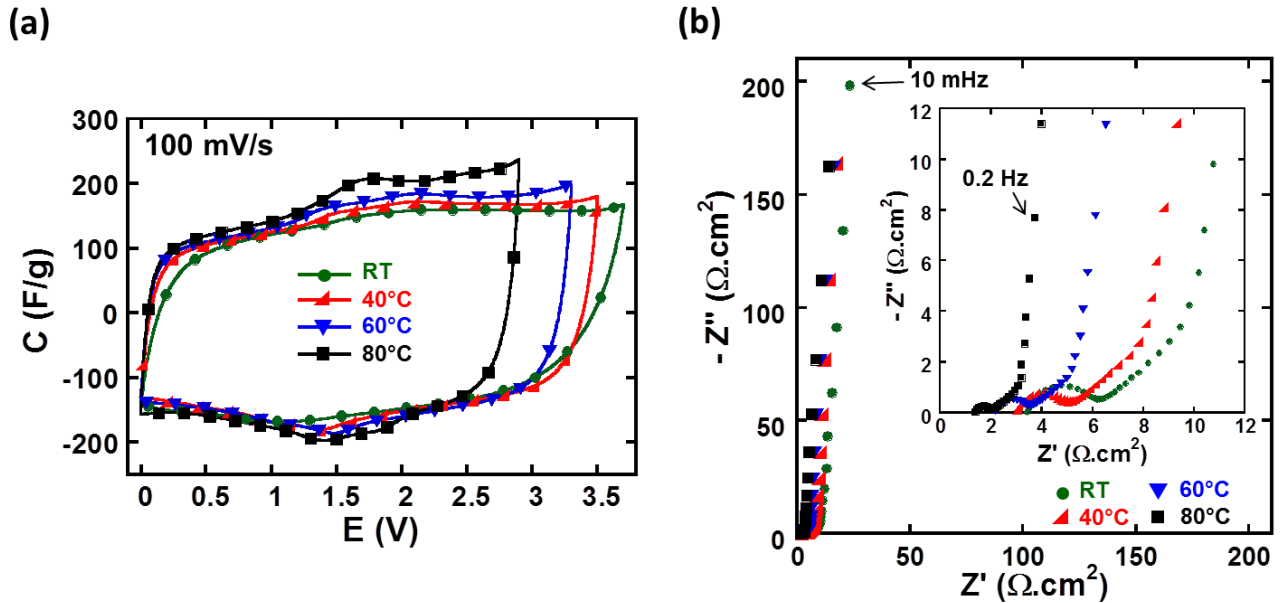 (a)
100 mV/s
300
200
100
0
-100
-200
C (F/g)
RT
40°C
60°C
80°C
0 0.5 1 1.5 2 2.5 3 3.5
E (V)
(b)
200
150
100
50
0
- Z'' (Ω.cm²)
10 mHz
12
10
8
6
4
2
0
- Z'' (Ω.cm²)
0.2 Hz
0 2 4 6 8 10 12
Z' (Ω.cm²)
RT 60°C
40°C 80°C
50 100 150 200
Z' (Ω.cm²)